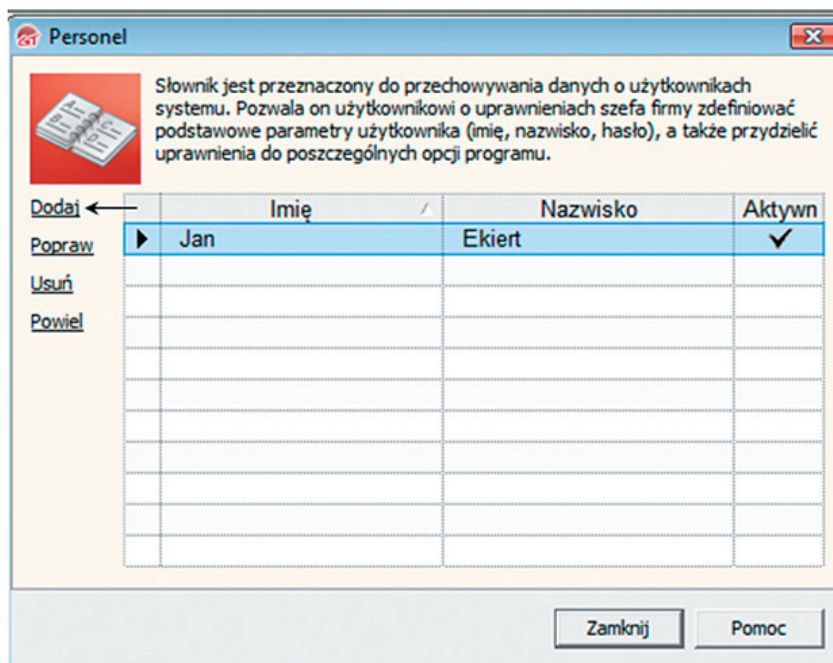 Personel
Słownik jest przeznaczony do przechowywania danych o użytkownikach
systemu. Pozwala on użytkownikowi o uprawnieniach szefa firmy zdefiniować
podstawowe parametry użytkownika (imię, nazwisko, hasło), a także przydzielić
uprawnienia do poszczególnych opcji programu.
Dodaj
Popraw
Usuń
Powiel
Imię Nazwisko Aktywn
Jan Ekiert ✓
Zamknij Pomoc